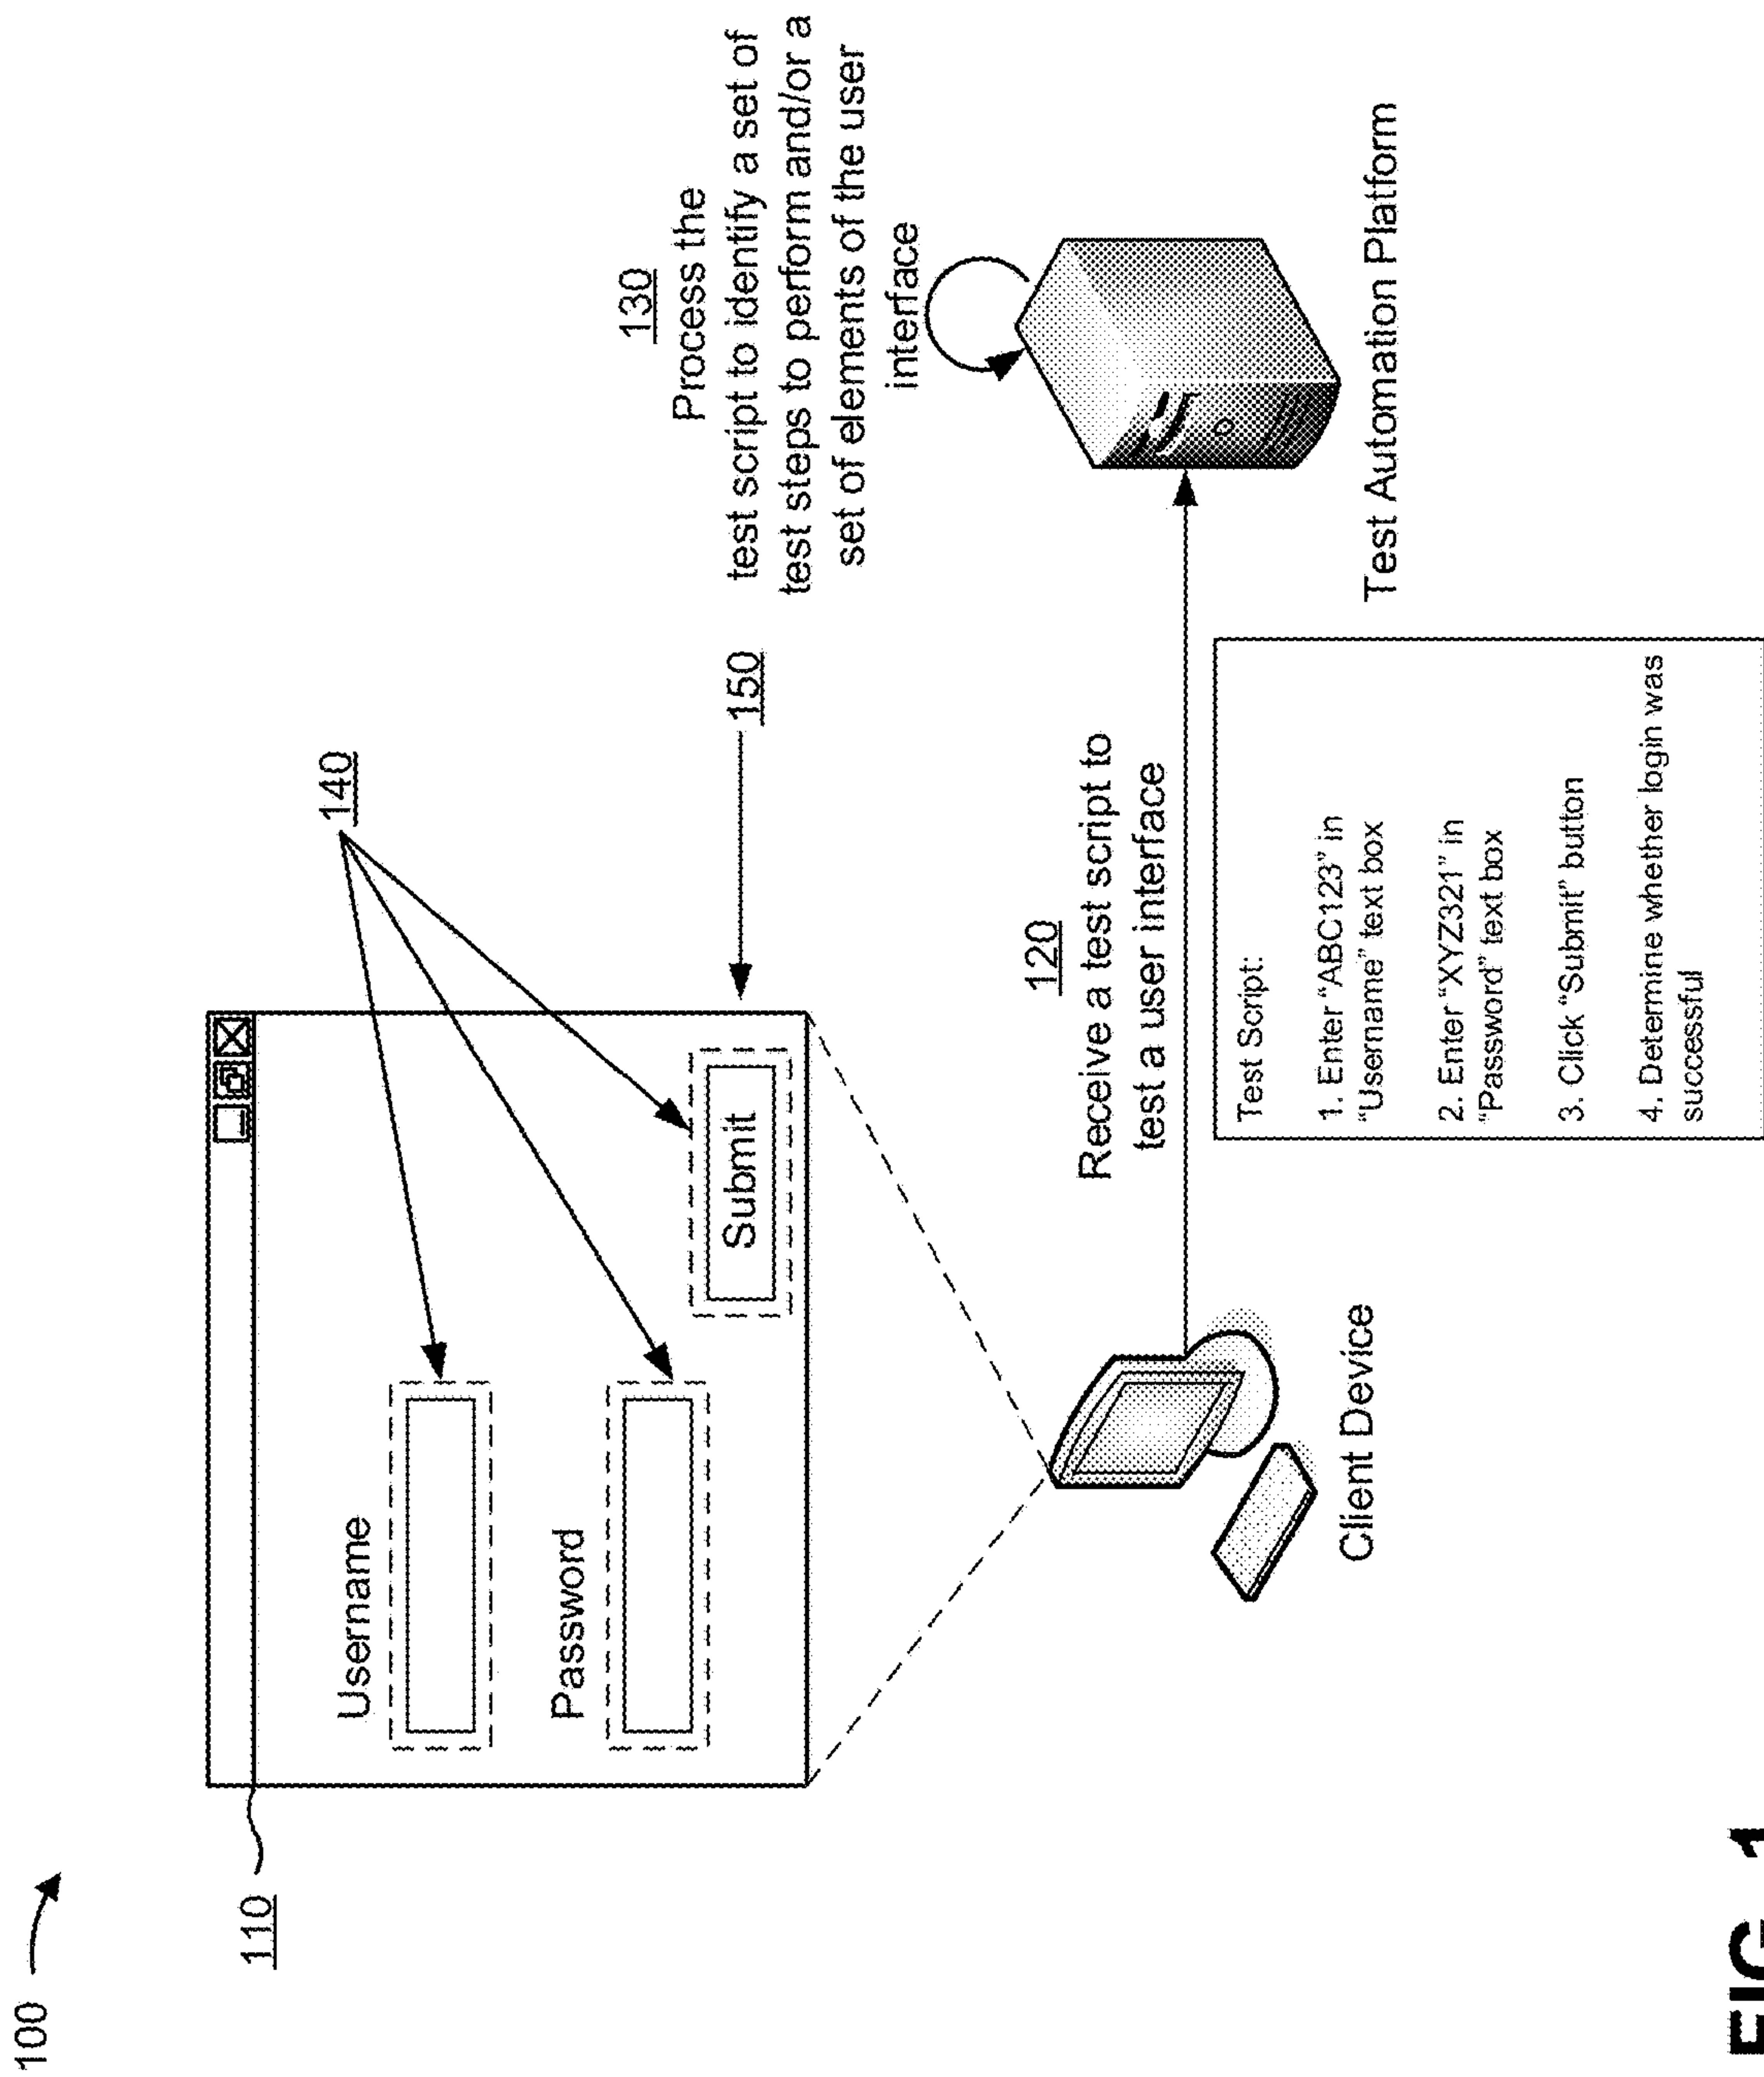 100
110
Username
Password
Submit
140
150
130
Process the
test script to identify a set of
test steps to perform and/or a
set of elements of the user
interface
120
Receive a test script to
test a user interface
Client Device
Test Automation Platform
Test Script:
1. Enter “ABC123” in
“Username” text box
2. Enter “XYZ321” in
“Password” text box
3. Click “Submit” button
4. Determine whether login was
successful
FIG. 1